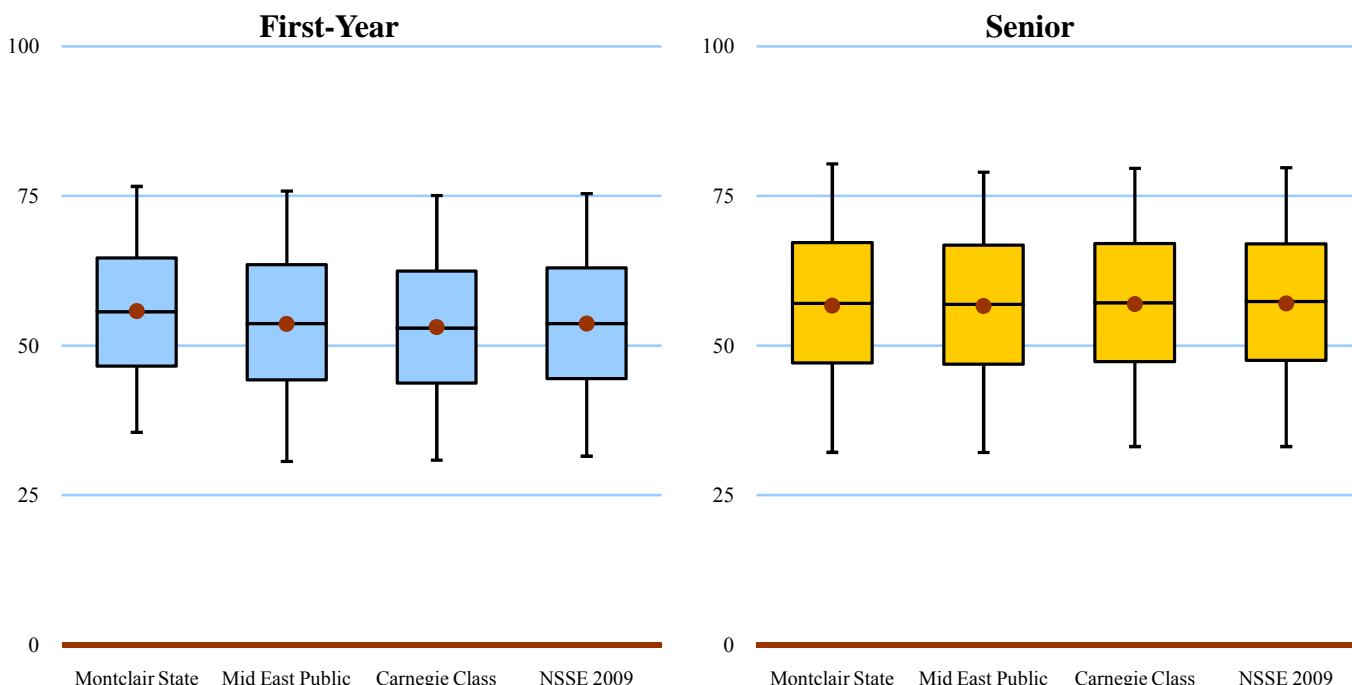 First-Year
100
75
50
25
0
Montclair State Mid East Public Carnegie Class NSSE 2009
Senior
100
75
50
25
0
Montclair State Mid East Public Carnegie Class NSSE 2009